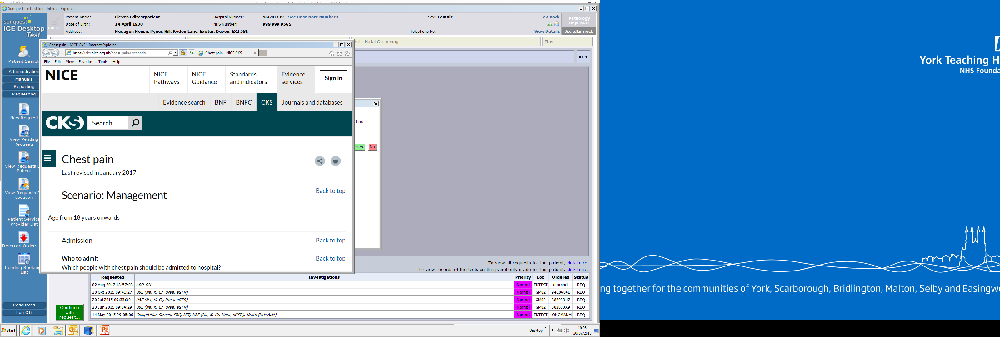 Sunquest Ice Desktop - Internet Explorer
sunquest
ICE Desktop
Test
Notepad
Patient Name: Eleven Editestpatient Hospital Number: Y6640339 See Case Note Numbers Sex: Female << Back
Date of Birth: 14 April 1930 NHS Number: 999 999 9565
Address: Hexagon House, Pynes Hill, Rydon Lane, Exeter, Devon, EX2 5SE Telephone No: View Details
Pathology
Dept SGH
User:dturnock
Ante-Natal Screening
Play
KEY
Patient Search
Administration
Manuals
Reporting
Requesting
New Request
View Pending
Requests
View Requests
Patient
View Requests
Location
Patient Service
Provider List
Deferred Orders
Pending Booking
List
Resources
Log Off
Chest pain - NICE CKS - Internet Explorer
https://cks.nice.org.uk/chest-pain#!scenario
Chest pain - NICE CKS
File Edit View Favorites Tools Help
NICE
NICE
Pathways
NICE
Guidance
Standards
and indicators
Evidence
services
Sign in
Evidence search BNF BNFC CKS Journals and databases
CKS
Search...
Chest pain
Last revised in January 2017
Scenario: Management Back to top
Age from 18 years onwards
Admission Back to top
Who to admit Back to top
Which people with chest pain should be admitted to hospital?
d no
Yes No
To view all requests for this patient, click here.
To view records of the tests on this panel only made for this patient, click here.
Requested Investigations Priority Loc Ordered Status
02 Aug 2017 18:57:03 ADD-ON Normal EDTEST dturnock REQ
30 Oct 2015 09:41:27 U&E (Na, K, Cr, Urea, eGFR) Normal GM02 94C0604E REQ
20 Jul 2015 09:33:30 U&E (Na, K, Cr, Urea, eGFR) Normal GM02 B82033H7 REQ
23 Jun 2015 09:34:29 U&E (Na, K, Cr, Urea, eGFR) Normal GM02 B82033A9 REQ
14 May 2015 09:05:06 Coagulation Screen, FBC, LFT, U&E (Na, K, Cr, Urea, eGFR), Urate (Uric Acid) Normal EDTEST LONGMANM REQ
Continue
with
request...
Start
Desktop
10:05
30/07/2018
York Teaching H
NHS Founda
ng together for the communities of York, Scarborough, Bridlington, Malton, Selby and Easingwo